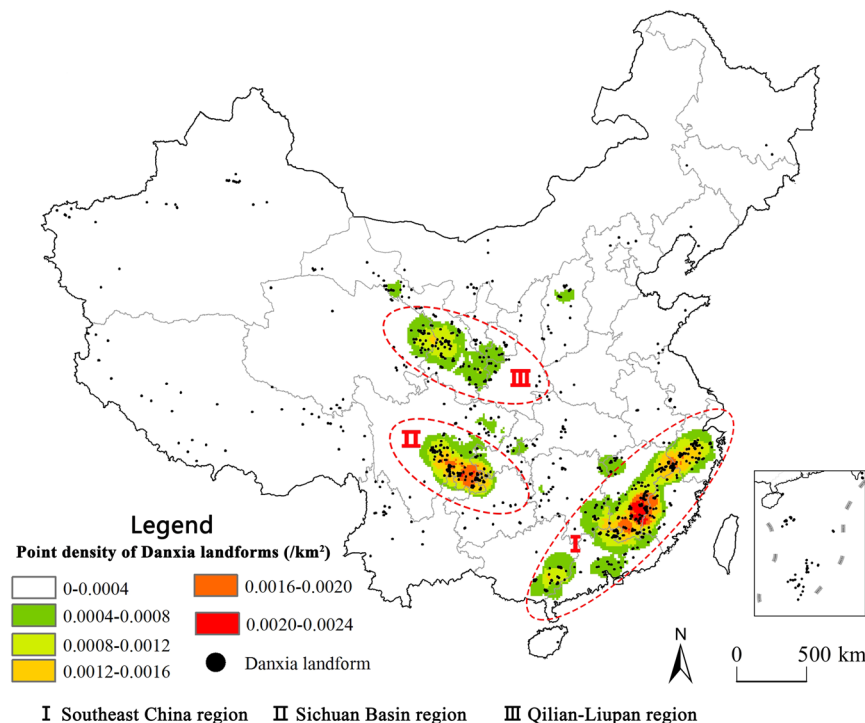 III
II
I
Legend
Point density of Danxia landforms (/km²)
0-0.0004
0.0016-0.0020
0.0004-0.0008
0.0020-0.0024
0.0008-0.0012
0.0012-0.0016
Danxia landform
N
0 500 km
I Southeast China region II Sichuan Basin region III Qilian-Liupan region